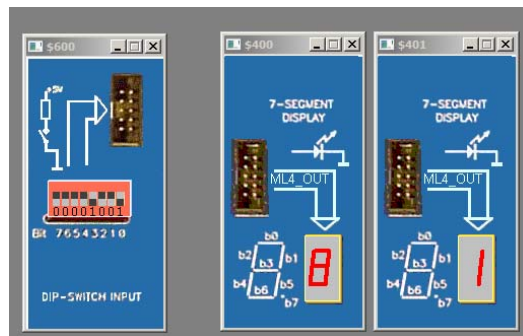 $600
+5V
00001001
Bit 76543210
DIP-SWITCH INPUT
$400
7-SEGMENT
DISPLAY
ML4_OUT
b0
b2
b3
b1
b4
b6
b5
b7
8
$401
7-SEGMENT
DISPLAY
ML4_OUT
b0
b2
b3
b1
b4
b6
b5
b7
1